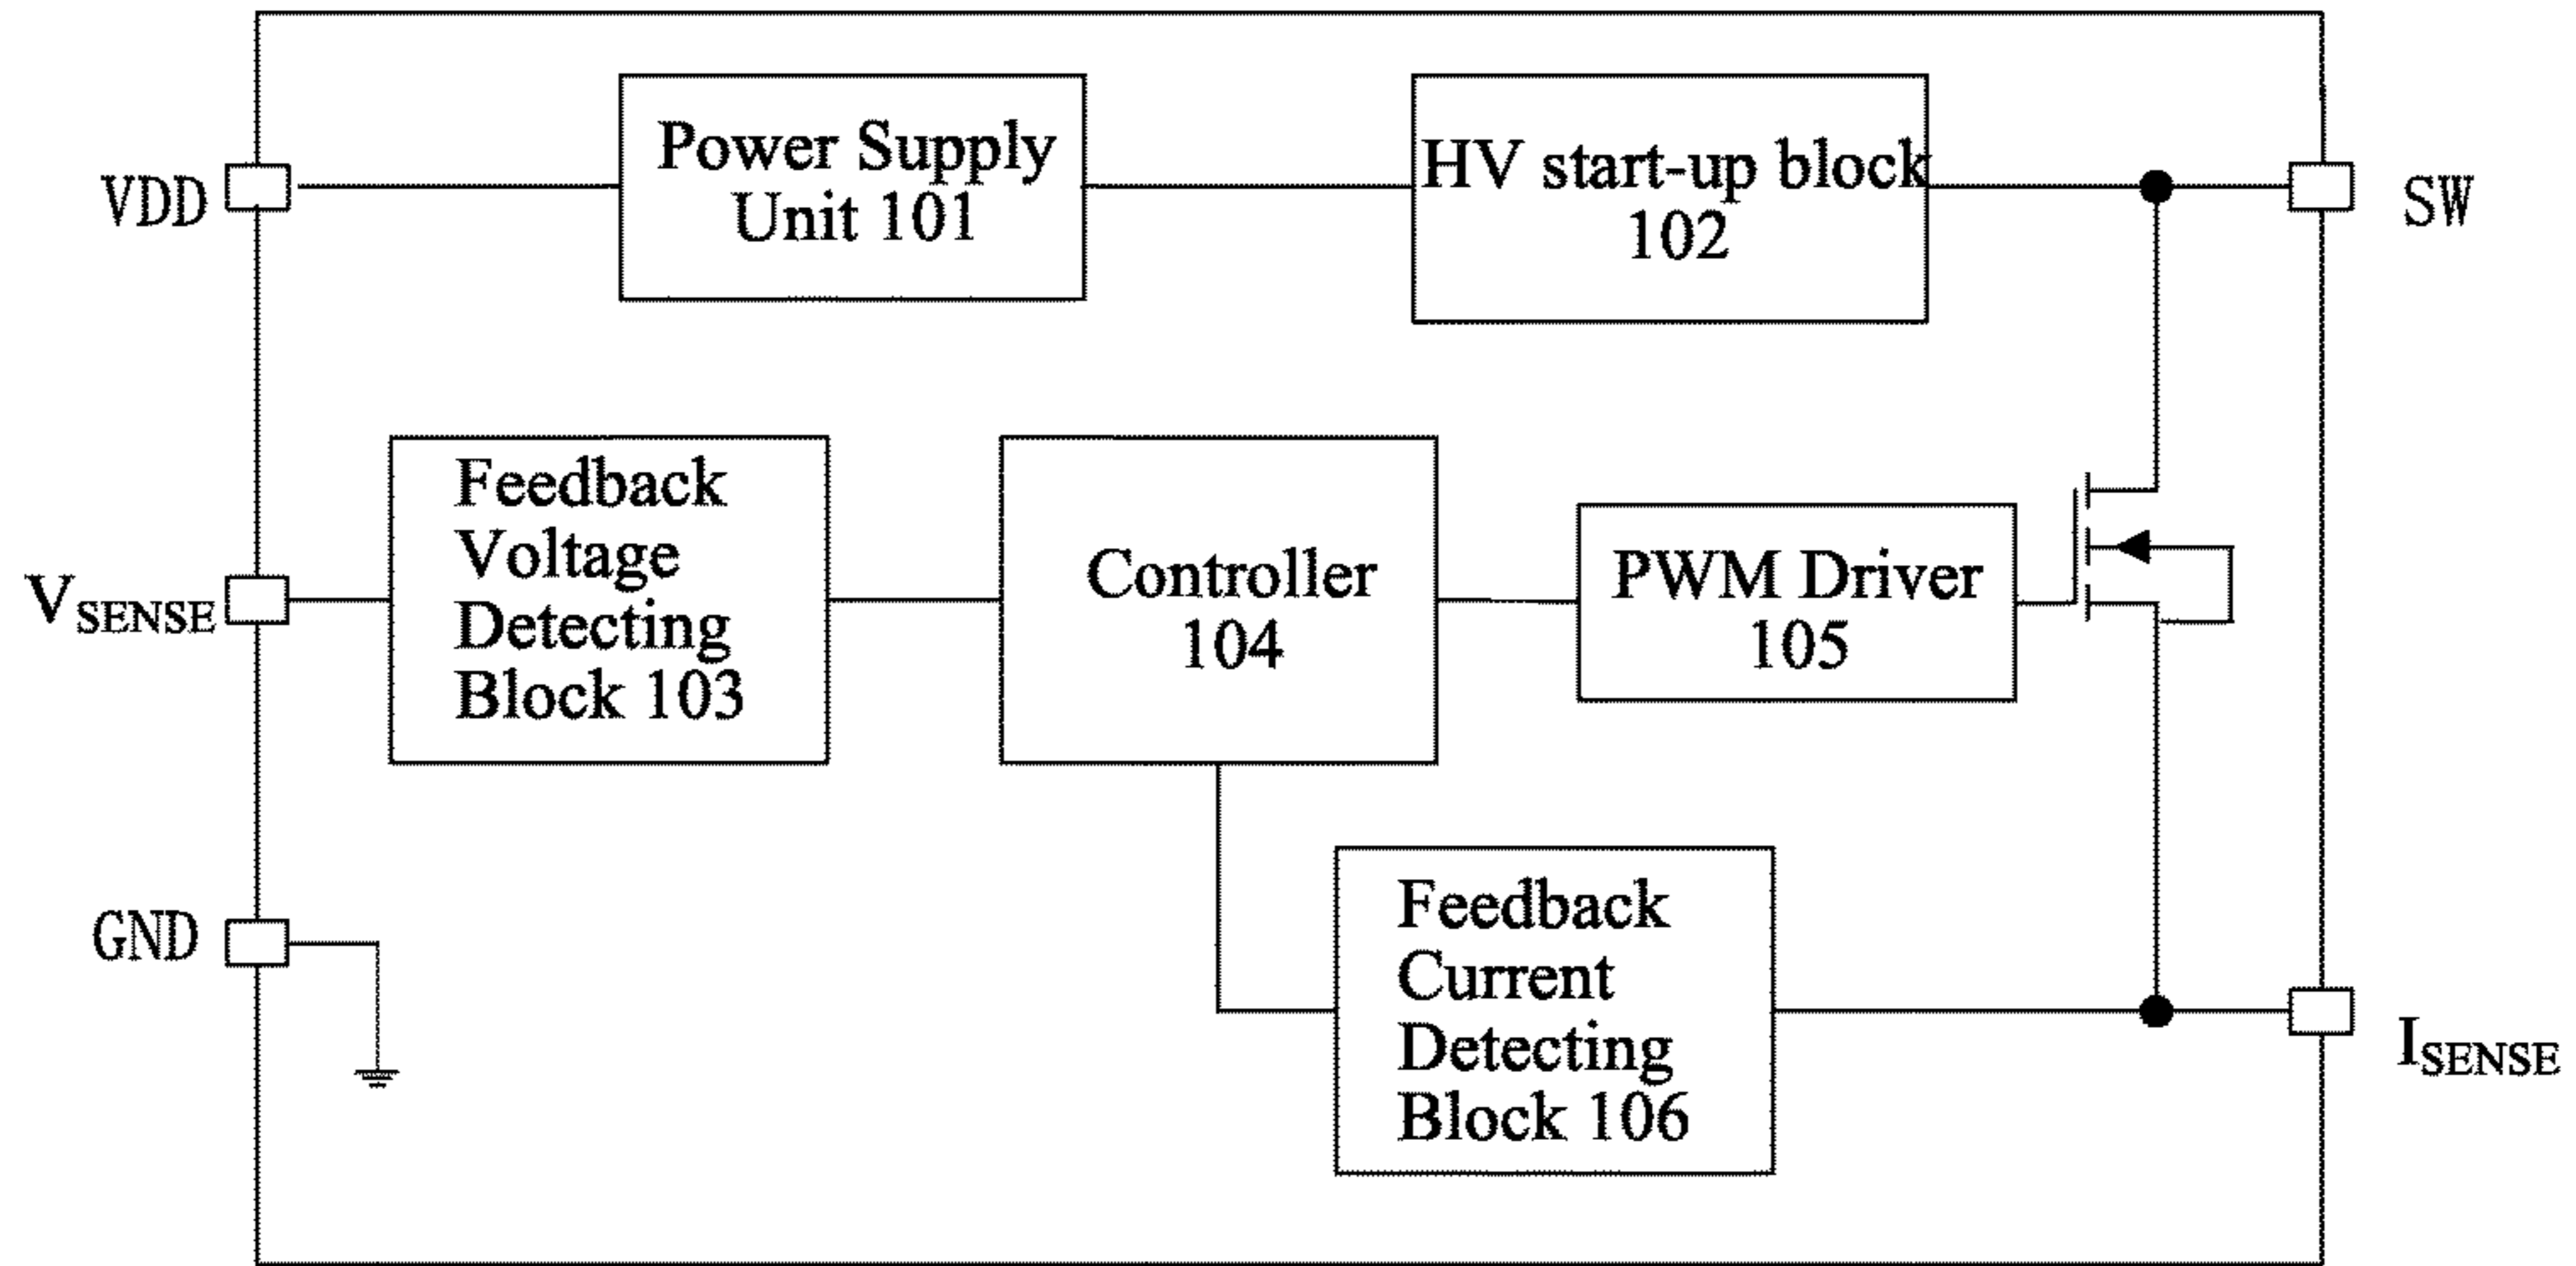 Power Supply
Unit 101
HV start-up block
102
VDD
SW
Feedback
Voltage
Detecting
Block 103
Controller
104
PWM Driver
105
VSENSE
GND
Feedback
Current
Detecting
Block 106
ISENSE